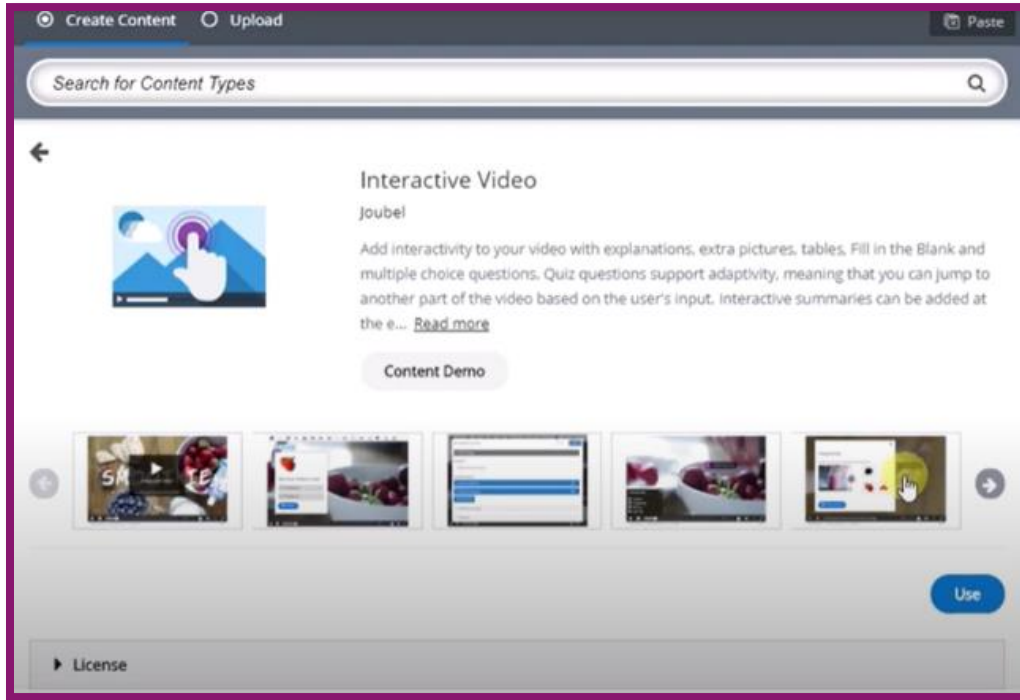 Create Content Upload Paste
Search for Content Types
Interactive Video
Joubel
Add interactivity to your video with explanations, extra pictures, tables, Fill in the Blank and
multiple choice questions. Quiz questions support adaptivity, meaning that you can jump to
another part of the video based on the user's input. Interactive summaries can be added at
the e... Read more
Content Demo
Use
License